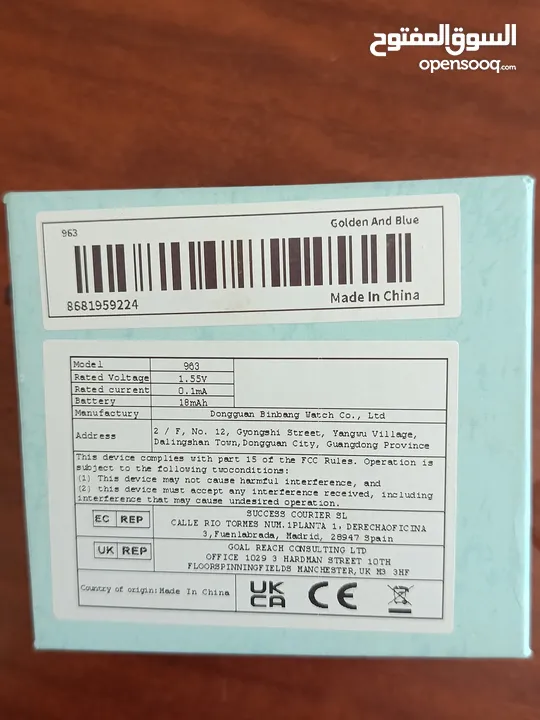 السوق المفتوح
opensooq.com
963
Golden And Blue
8681959224
Made In China
Model 963
Rated Voltage 1.55V
Rated current 0.1mA
Battery 18mAh
Manufactury Dongguan Binbang Watch Co., Ltd
Address 2 / F, No. 12, Gyongshi Street, Yangwu Village,
Dalingshan Town,Dongguan City, Guangdong Province
This device complies with part 15 of the FCC Rules. Operation is
subject to the following twoconditions:
(1) This device may not cause harmful interference, and
(2) this device must accept any interference received, including
interference that may cause undesired operation.
EC REP
SUCCESS COURIER SL
CALLE RIO TORMES NUM.1PLANTA 1, DERECHAOFICINA
3,Fuenlabrada, Madrid, 28947 Spain
UK REP
GOAL REACH CONSULTING LTD
OFFICE 1029 3 HARDMAN STREET 10TH
FLOORSPINNINGFIELDS MANCHESTER,UK M3 3HF
Country of origin:Made In China
UK
CA
CE